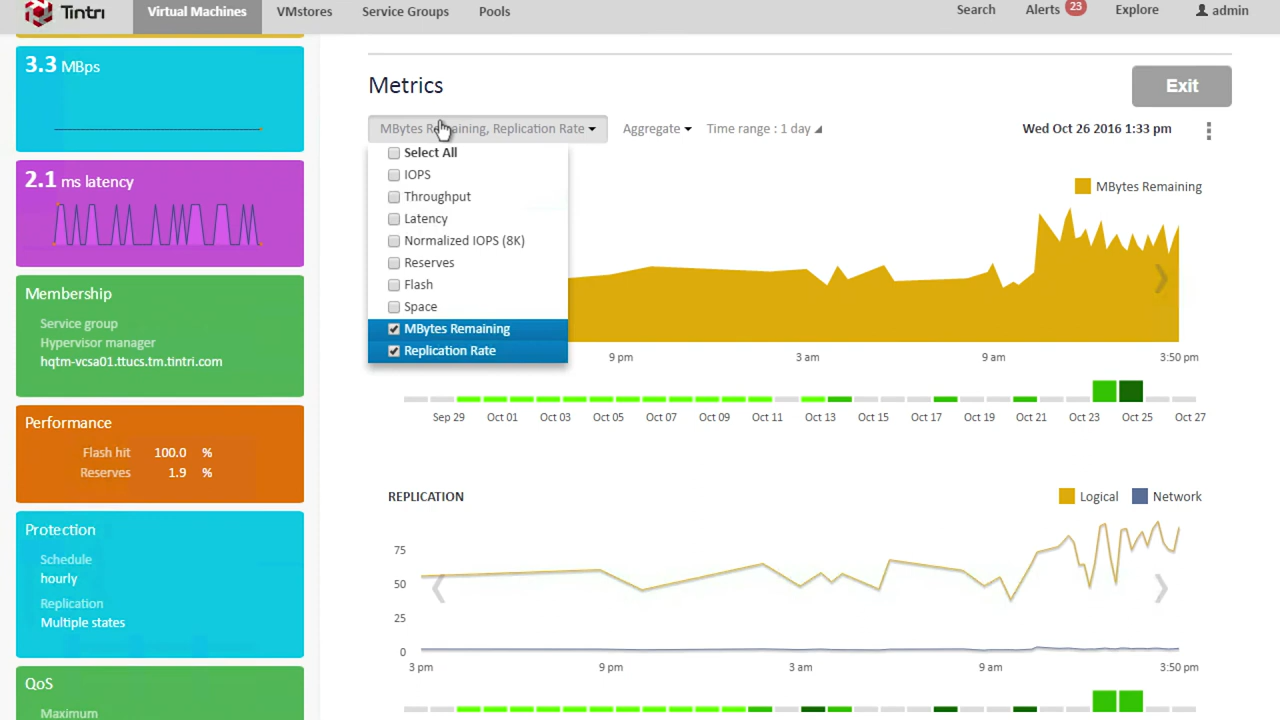 Tintri
Virtual Machines
VMstores
Service Groups
Pools
Search
Alerts 23
Explore
admin
3.3 MBps
2.1 ms latency
Membership
Service group
Hypervisor manager
hqtm-vcsa01.ttucs.tm.tintri.com
Performance
Flash hit 100.0 %
Reserves 1.9 %
Protection
Schedule
hourly
Replication
Multiple states
QoS
Maximum
Metrics
Exit
MBytes Remaining, Replication Rate
Aggregate
Time range : 1 day
Wed Oct 26 2016 1:33 pm
Select All
IOPS
Throughput
Latency
Normalized IOPS (8K)
Reserves
Flash
Space
MBytes Remaining
Replication Rate
MBytes Remaining
9 pm 3 am 9 am 3:50 pm
Sep 29 Oct 01 Oct 03 Oct 05 Oct 07 Oct 09 Oct 11 Oct 13 Oct 15 Oct 17 Oct 19 Oct 21 Oct 23 Oct 25 Oct 27
REPLICATION
Logical Network
75
50
25
0
3 pm 9 pm 3 am 9 am 3:50 pm